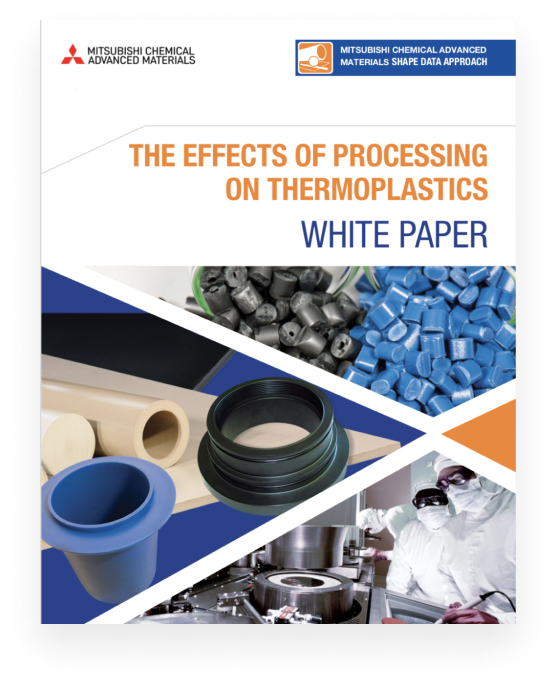 MITSUBISHI CHEMICAL
ADVANCED MATERIALS
MITSUBISHI CHEMICAL ADVANCED
MATERIALS SHAPE DATA APPROACH
THE EFFECTS OF PROCESSING
ON THERMOPLASTICS
WHITE PAPER